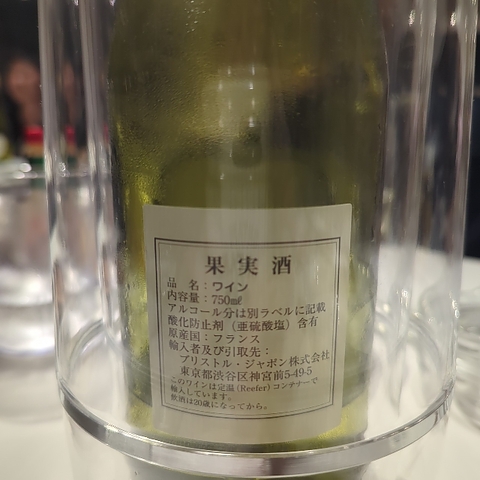 果実酒
品 名：ワイン
内容量：750mℓ
アルコール分は別ラベルに記載
酸化防止剤（亜硫酸塩）含有
原産国：フランス
輸入者及び引取先：
ブリストル・ジャポン株式会社
東京都渋谷区神宮前5-49-5
このワインは定温(Reefer)コンテナーで
輸入しています。
飲酒は20歳になってから。